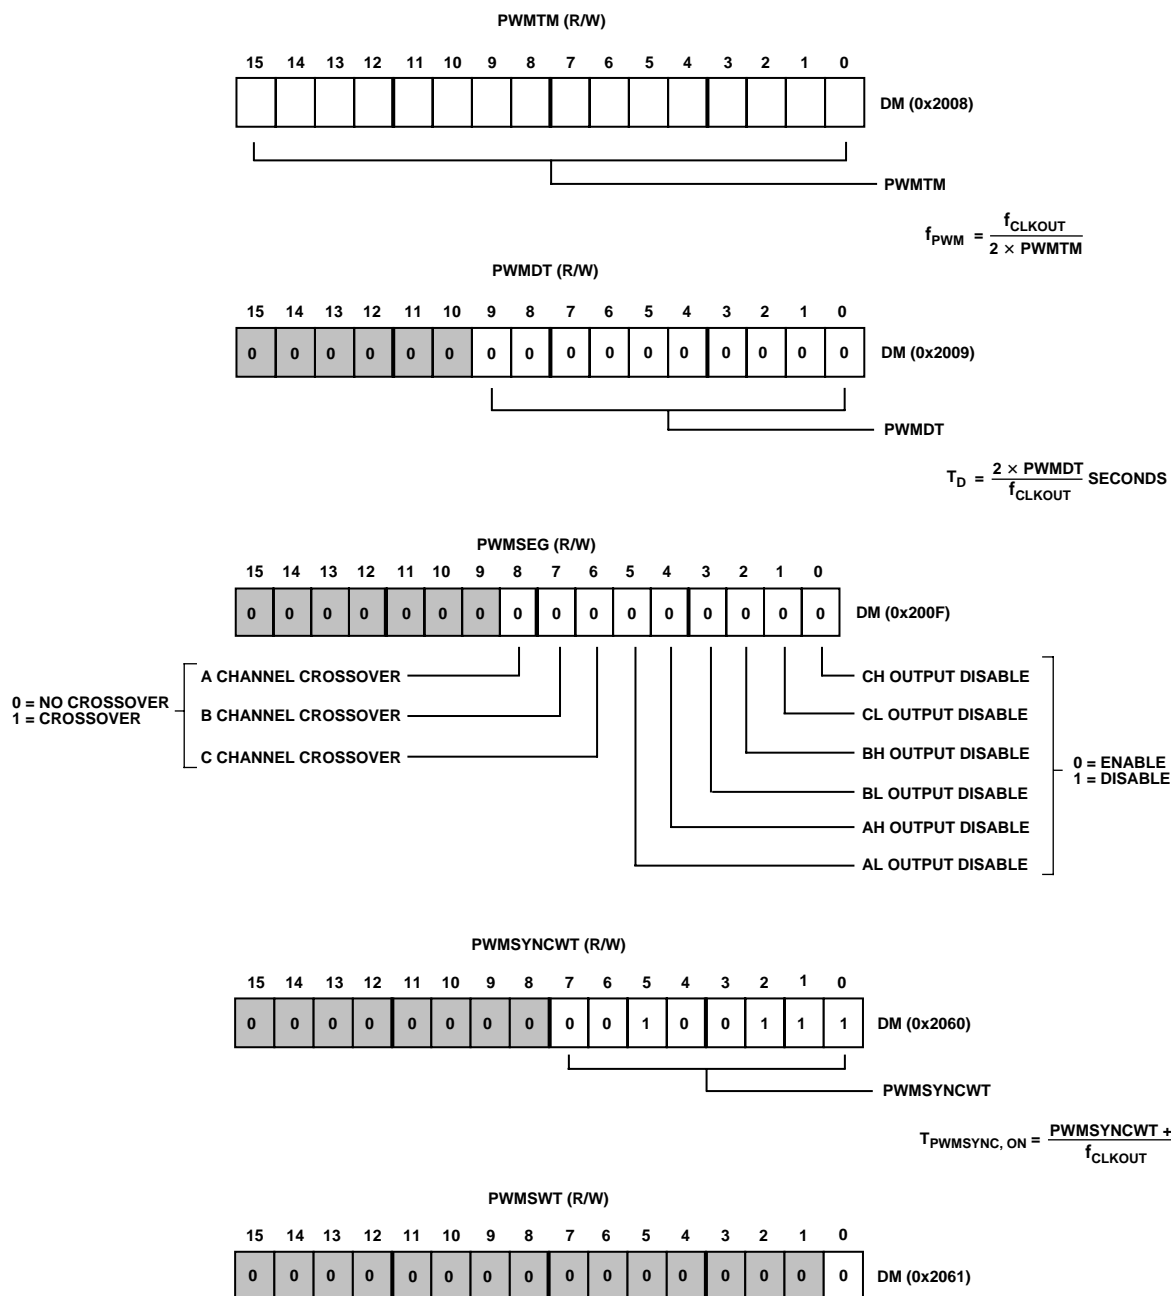 PWMTM (R/W)
15 14 13 12 11 10 9 8 7 6 5 4 3 2 1 0
DM (0x2008)
PWMTM
f_PWM = f_CLKOUT / 2 × PWMTM
PWMDT (R/W)
15 14 13 12 11 10 9 8 7 6 5 4 3 2 1 0
0 0 0 0 0 0 0 0 0 0 0 0 0 0 0 0 DM (0x2009)
PWMDT
T_D = 2 × PWMDT / f_CLKOUT SECONDS
PWMSEG (R/W)
15 14 13 12 11 10 9 8 7 6 5 4 3 2 1 0
0 0 0 0 0 0 0 0 0 0 0 0 0 0 0 0 DM (0x200F)
0 = NO CROSSOVER
1 = CROSSOVER
A CHANNEL CROSSOVER
B CHANNEL CROSSOVER
C CHANNEL CROSSOVER
CH OUTPUT DISABLE
CL OUTPUT DISABLE
BH OUTPUT DISABLE
BL OUTPUT DISABLE
AH OUTPUT DISABLE
AL OUTPUT DISABLE
0 = ENABLE
1 = DISABLE
PWMSYNCWT (R/W)
15 14 13 12 11 10 9 8 7 6 5 4 3 2 1 0
0 0 0 0 0 0 0 0 0 0 1 0 0 1 1 1 DM (0x2060)
PWMSYNCWT
T_PWMSYNC, ON = PWMSYNCWT + / f_CLKOUT
PWMSWT (R/W)
15 14 13 12 11 10 9 8 7 6 5 4 3 2 1 0
0 0 0 0 0 0 0 0 0 0 0 0 0 0 0 0 DM (0x2061)